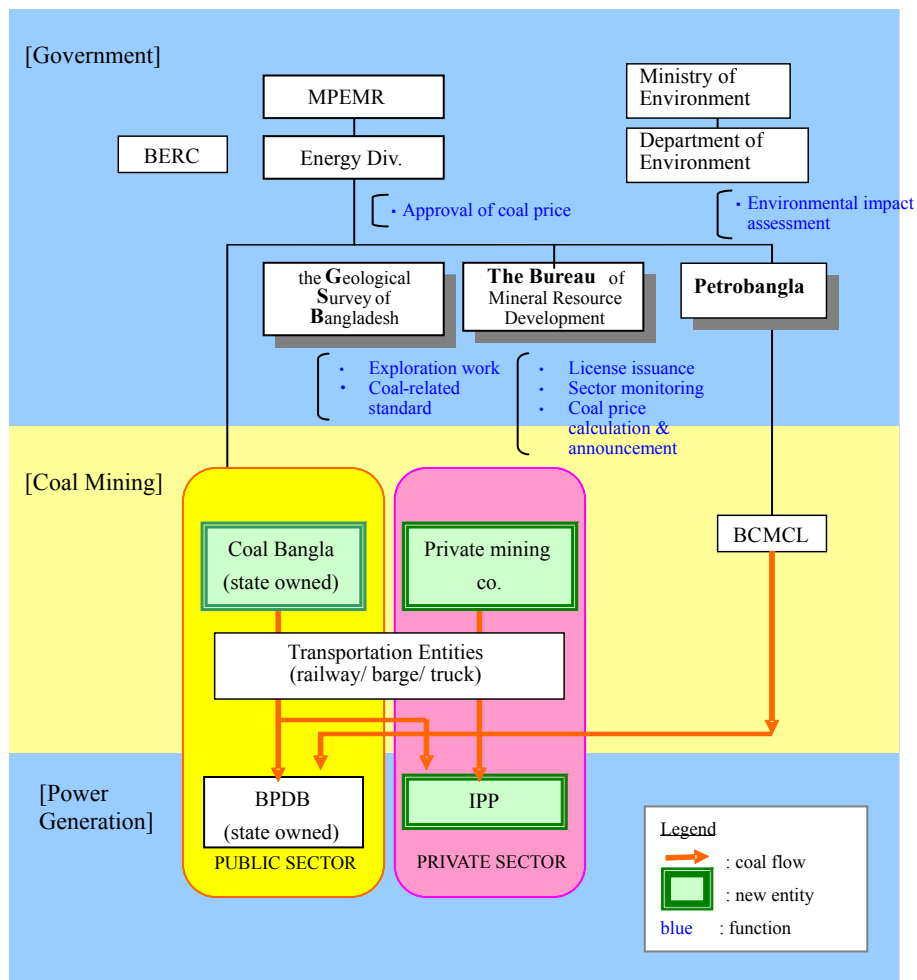 [Government]
MPEMR
Ministry of
Environment
BERC
Energy Div.
Department of
Environment
▪ Approval of coal price
▪ Environmental impact
assessment
the Geological
Survey of
Bangladesh
The Bureau of
Mineral Resource
Development
Petrobangla
• Exploration work
• Coal-related
standard
• License issuance
• Sector monitoring
• Coal price
calculation &
announcement
[Coal Mining]
Coal Bangla
(state owned)
Private mining
co.
BCMCL
Transportation Entities
(railway/ barge/ truck)
[Power
Generation]
BPDB
(state owned)
IPP
PUBLIC SECTOR
PRIVATE SECTOR
Legend
: coal flow
: new entity
blue : function